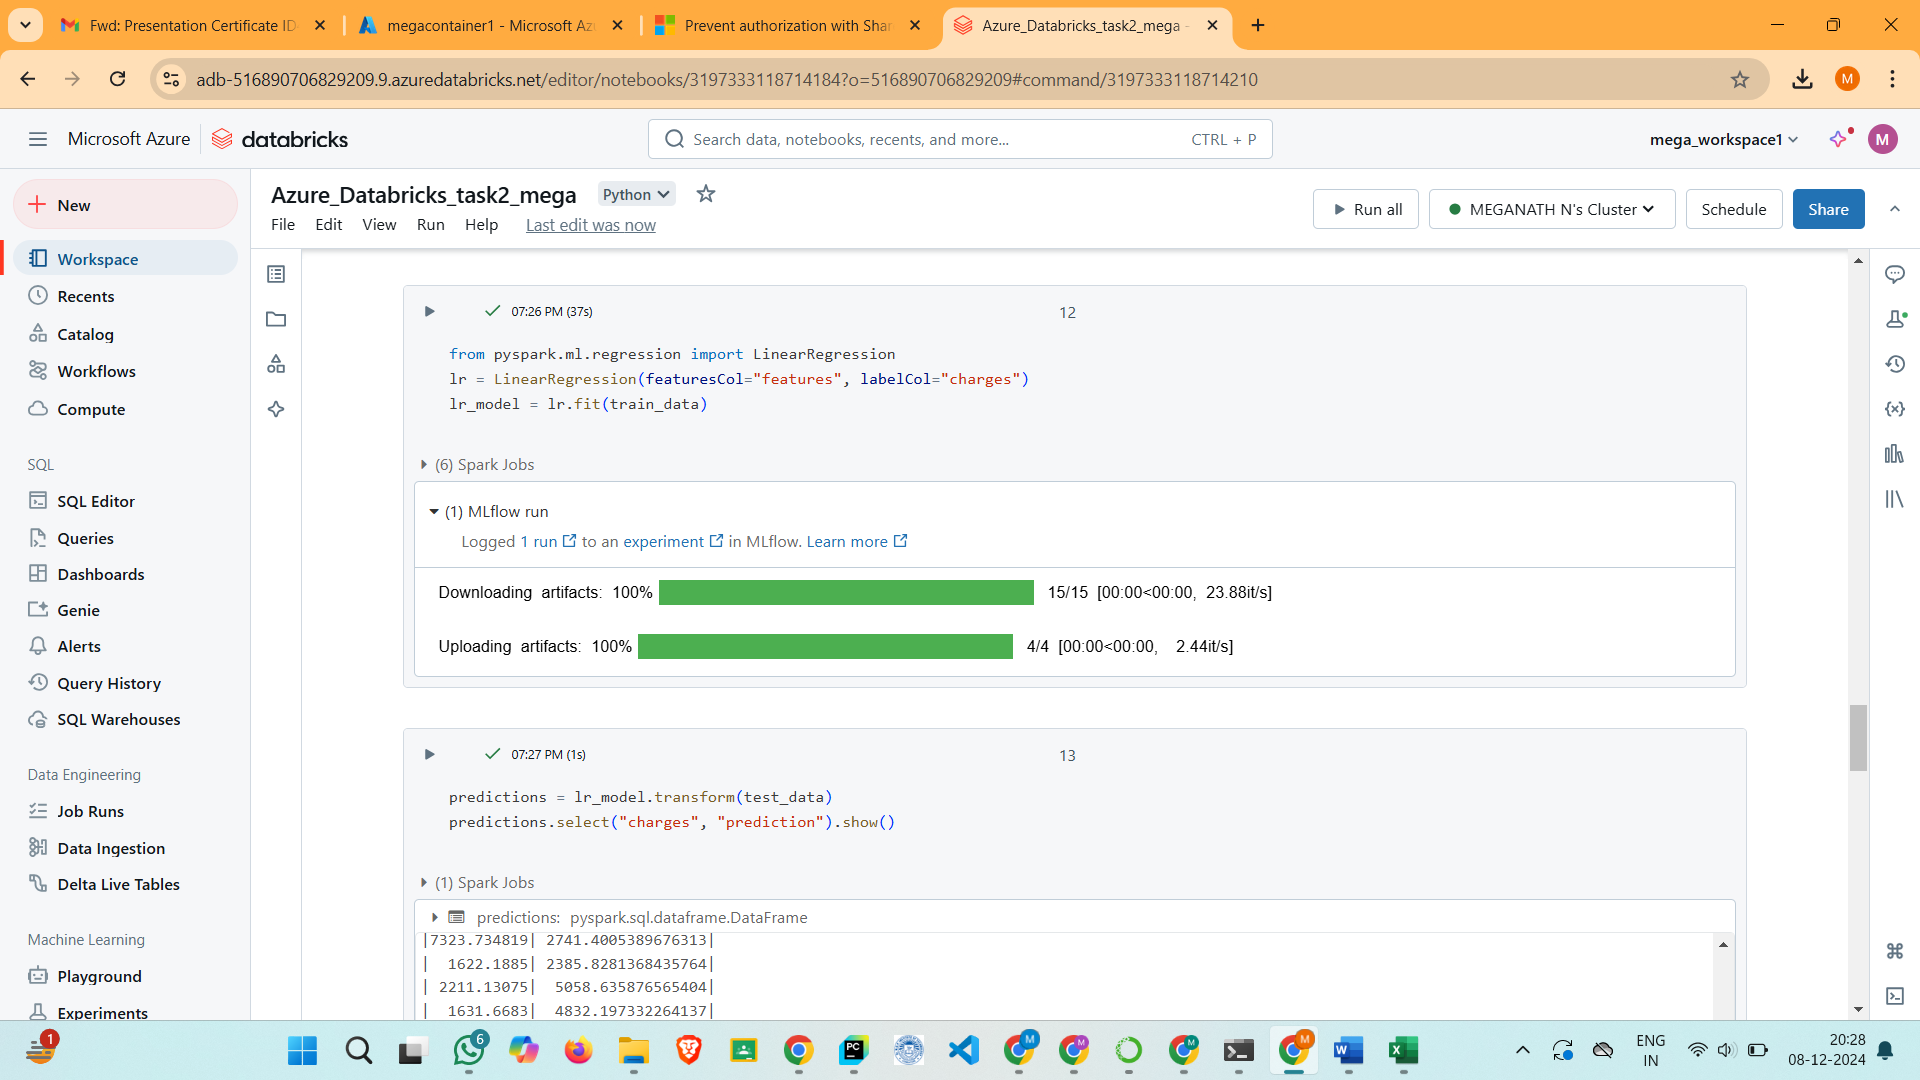 Fwd: Presentation Certificate ID-
megacontainer1 - Microsoft Az
Prevent authorization with Shar
Azure_Databricks_task2_mega -
adb-516890706829209.9.azuredatabricks.net/editor/notebooks/3197333118714184?o=516890706829209#command/3197333118714210
M
Microsoft Azure
databricks
Search data, notebooks, recents, and more...
CTRL + P
mega_workspace1
M
New
Workspace
Recents
Catalog
Workflows
Compute
SQL
SQL Editor
Queries
Dashboards
Genie
Alerts
Query History
SQL Warehouses
Data Engineering
Job Runs
Data Ingestion
Delta Live Tables
Machine Learning
Playground
Experiments
Azure_Databricks_task2_mega
Python
File Edit View Run Help Last edit was now
Run all
MEGANATH N's Cluster
Schedule
Share
07:26 PM (37s)
12
from pyspark.ml.regression import LinearRegression
lr = LinearRegression(featuresCol="features", labelCol="charges")
lr_model = lr.fit(train_data)
(6) Spark Jobs
(1) MLflow run
Logged 1 run to an experiment in MLflow. Learn more
Downloading artifacts: 100% 15/15 [00:00<00:00, 23.88it/s]
Uploading artifacts: 100% 4/4 [00:00<00:00, 2.44it/s]
07:27 PM (1s)
13
predictions = lr_model.transform(test_data)
predictions.select("charges", "prediction").show()
(1) Spark Jobs
predictions: pyspark.sql.dataframe.DataFrame
|7323.734819| 2741.4005389676313|
| 1622.1885| 2385.8281368435764|
| 2211.13075| 5058.635876565404|
| 1631.6683| 4832.197332264137|
1
6
PC
M
M
M
M
ENG
IN
20:28
08-12-2024